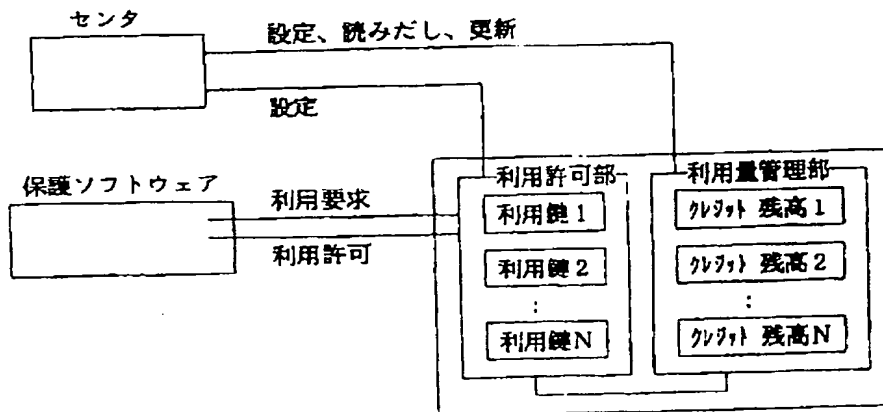 センタ
設定、読みだし、更新
設定
保護ソフトウェア
利用要求
利用許可
利用許可部
利用鍵1
利用鍵2
:
利用鍵N
利用量管理部
クレジット 残高1
クレジット 残高2
:
クレジット 残高N